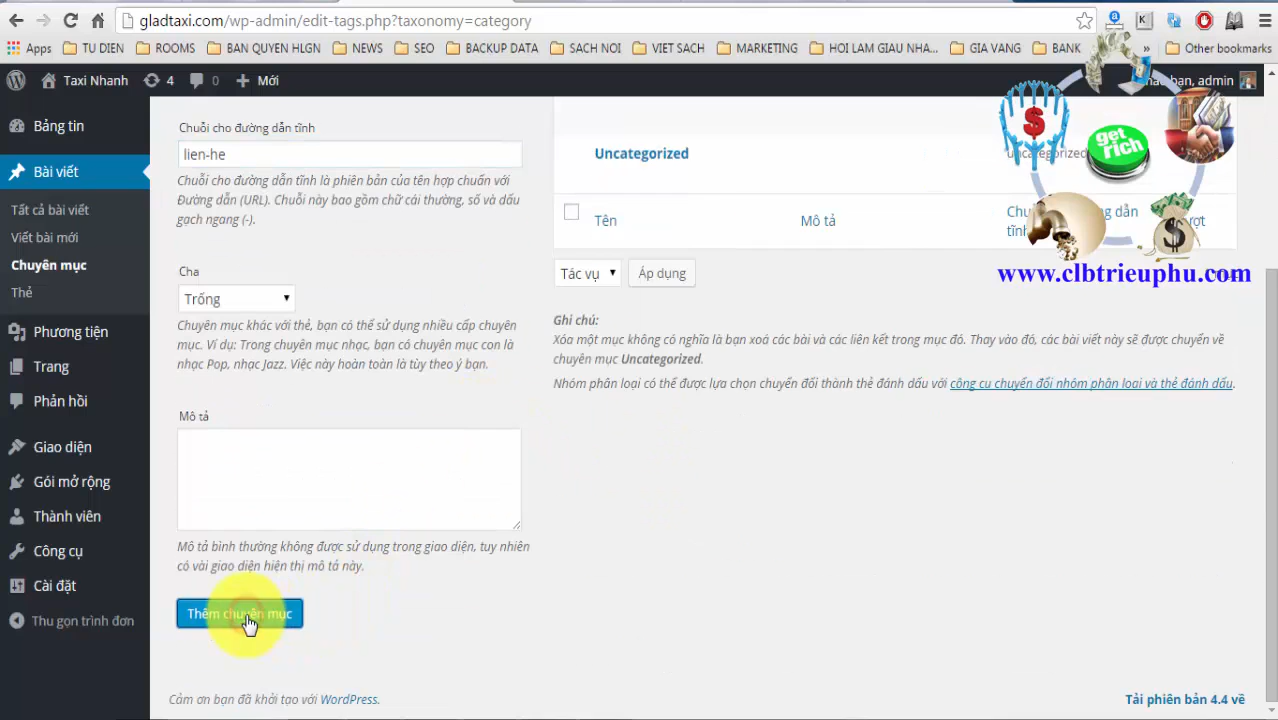 gladtaxi.com/wp-admin/edit-tags.php?taxonomy=category
Apps TU DIEN ROOMS BAN QUYEN HLGN NEWS SEO BACKUP DATA SACH NOI VIET SACH MARKETING HOI LAM GIAU NHA... GIA VANG BANK » Other bookmarks
Taxi Nhanh 4 0 Mới bạn, admin
Bảng tin
Bài viết
Tất cả bài viết
Viết bài mới
Chuyên mục
Thẻ
Phương tiện
Trang
Phản hồi
Giao diện
Gói mở rộng
Thành viên
Công cụ
Cài đặt
Thu gọn trình đơn
Chuỗi cho đường dẫn tĩnh
lien-he
Chuỗi cho đường dẫn tĩnh là phiên bản của tên hợp chuẩn với
Đường dẫn (URL). Chuỗi này bao gồm chữ cái thường, số và dấu
gạch ngang (-).
Cha
Trống
Chuyên mục khác với thẻ, bạn có thể sử dụng nhiều cấp chuyên
mục. Ví dụ: Trong chuyên mục nhạc, bạn có chuyên mục con là
nhạc Pop, nhạc Jazz. Việc này hoàn toàn là tùy theo ý bạn.
Mô tả
Mô tả bình thường không được sử dụng trong giao diện, tuy nhiên
có vài giao diện hiện thị mô tả này.
Thêm chuyên mục
Cảm ơn bạn đã khởi tạo với WordPress.
Uncategorized uncategorized
Tên Mô tả
tĩnh
Tác vụ Áp dụng
get
rich
www.clbtrieuphu.com
Ghi chú:
Xóa một mục không có nghĩa là bạn xoá các bài và các liên kết trong mục đó. Thay vào đó, các bài viết này sẽ được chuyển về
chuyên mục Uncategorized.
Nhóm phân loại có thể được lựa chọn chuyển đổi thành thẻ đánh dấu với công cụ chuyển đổi nhóm phân loại và thẻ đánh dấu.
Tải phiên bản 4.4 về